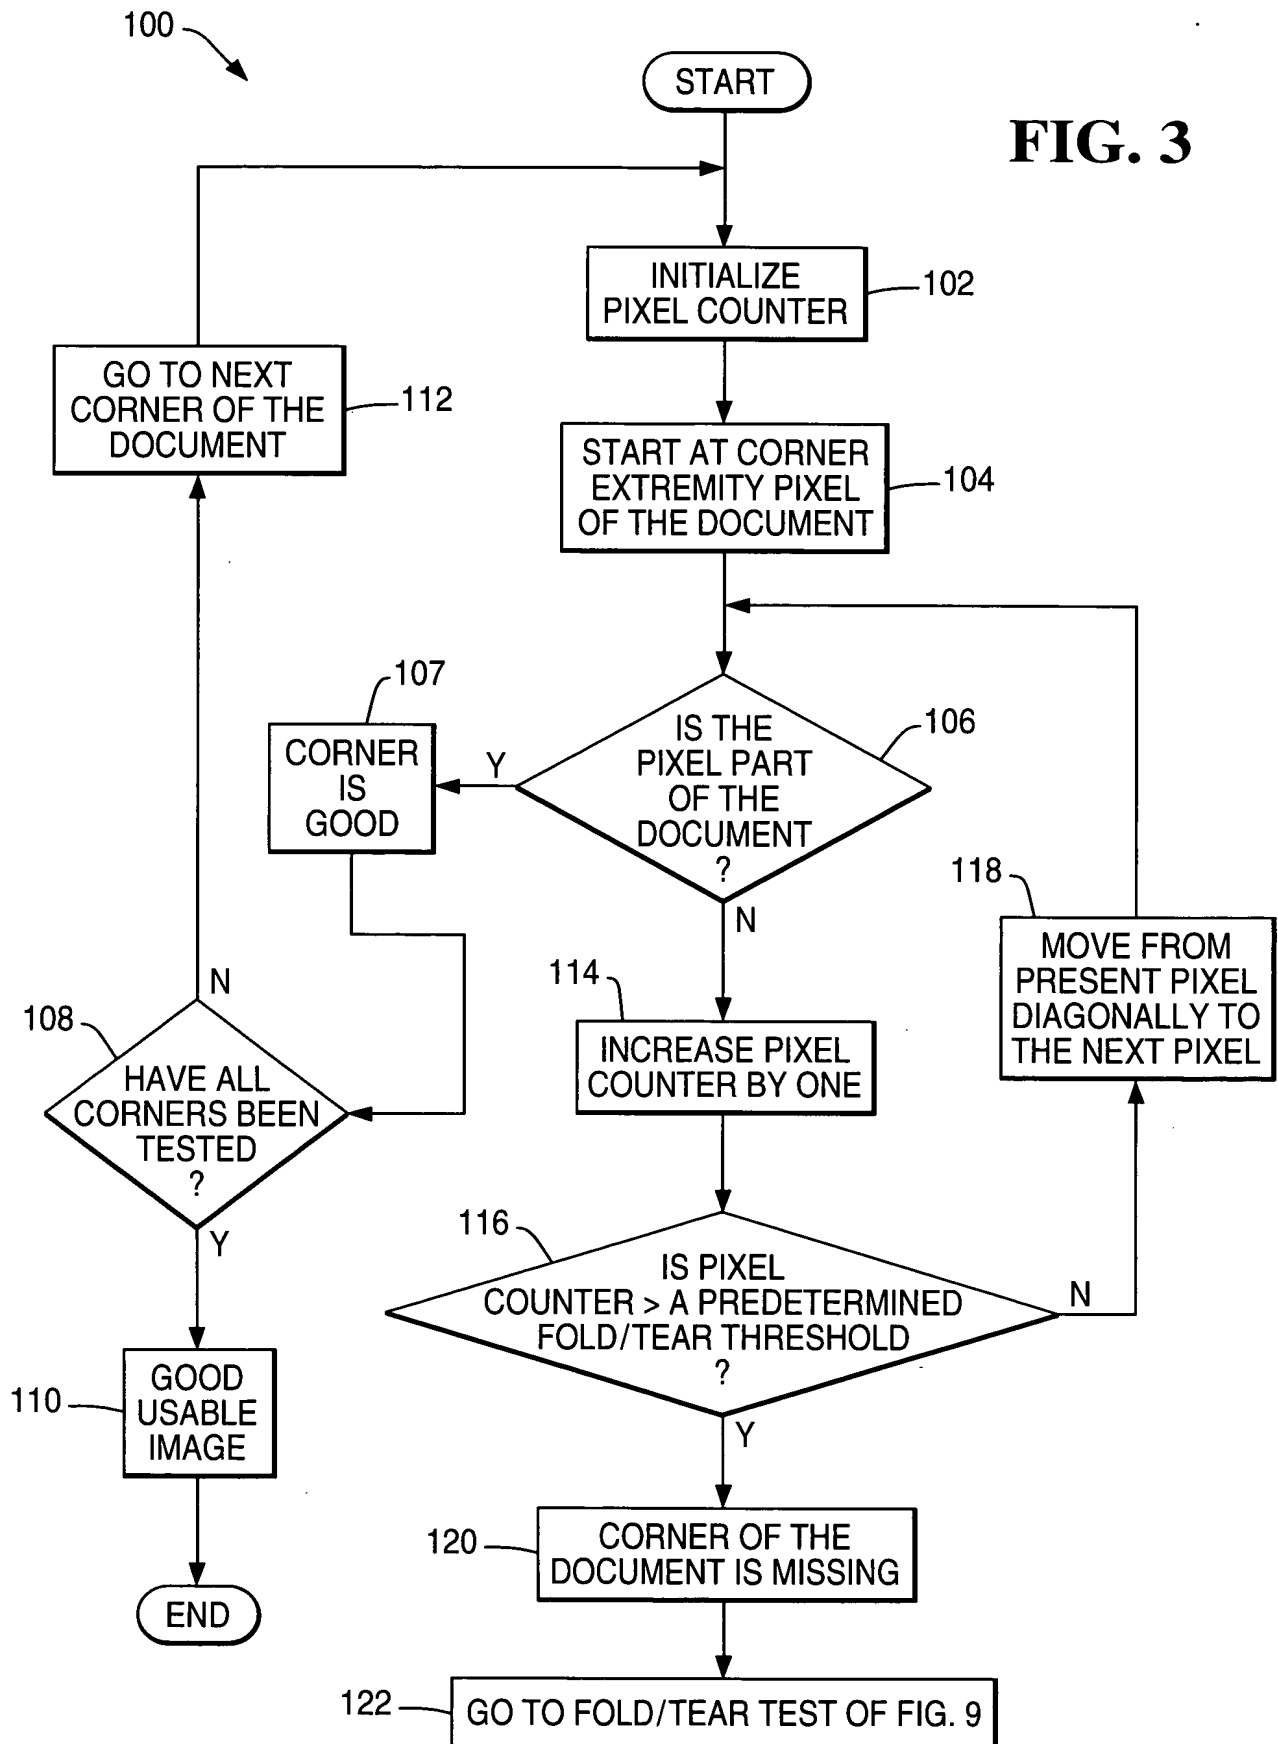 100
START
FIG. 3
INITIALIZE
PIXEL COUNTER
102
GO TO NEXT
CORNER OF THE
DOCUMENT
112
START AT CORNER
EXTREMITY PIXEL
OF THE DOCUMENT
104
107
CORNER
IS
GOOD
Y
IS THE
PIXEL PART
OF THE
DOCUMENT
?
106
N
118
MOVE FROM
PRESENT PIXEL
DIAGONALLY TO
THE NEXT PIXEL
114
INCREASE PIXEL
COUNTER BY ONE
N
108
HAVE ALL
CORNERS BEEN
TESTED
?
Y
116
IS PIXEL
COUNTER > A PREDETERMINED
FOLD/TEAR THRESHOLD
?
N
Y
110
GOOD
USABLE
IMAGE
END
120
CORNER OF THE
DOCUMENT IS MISSING
122
GO TO FOLD/TEAR TEST OF FIG. 9